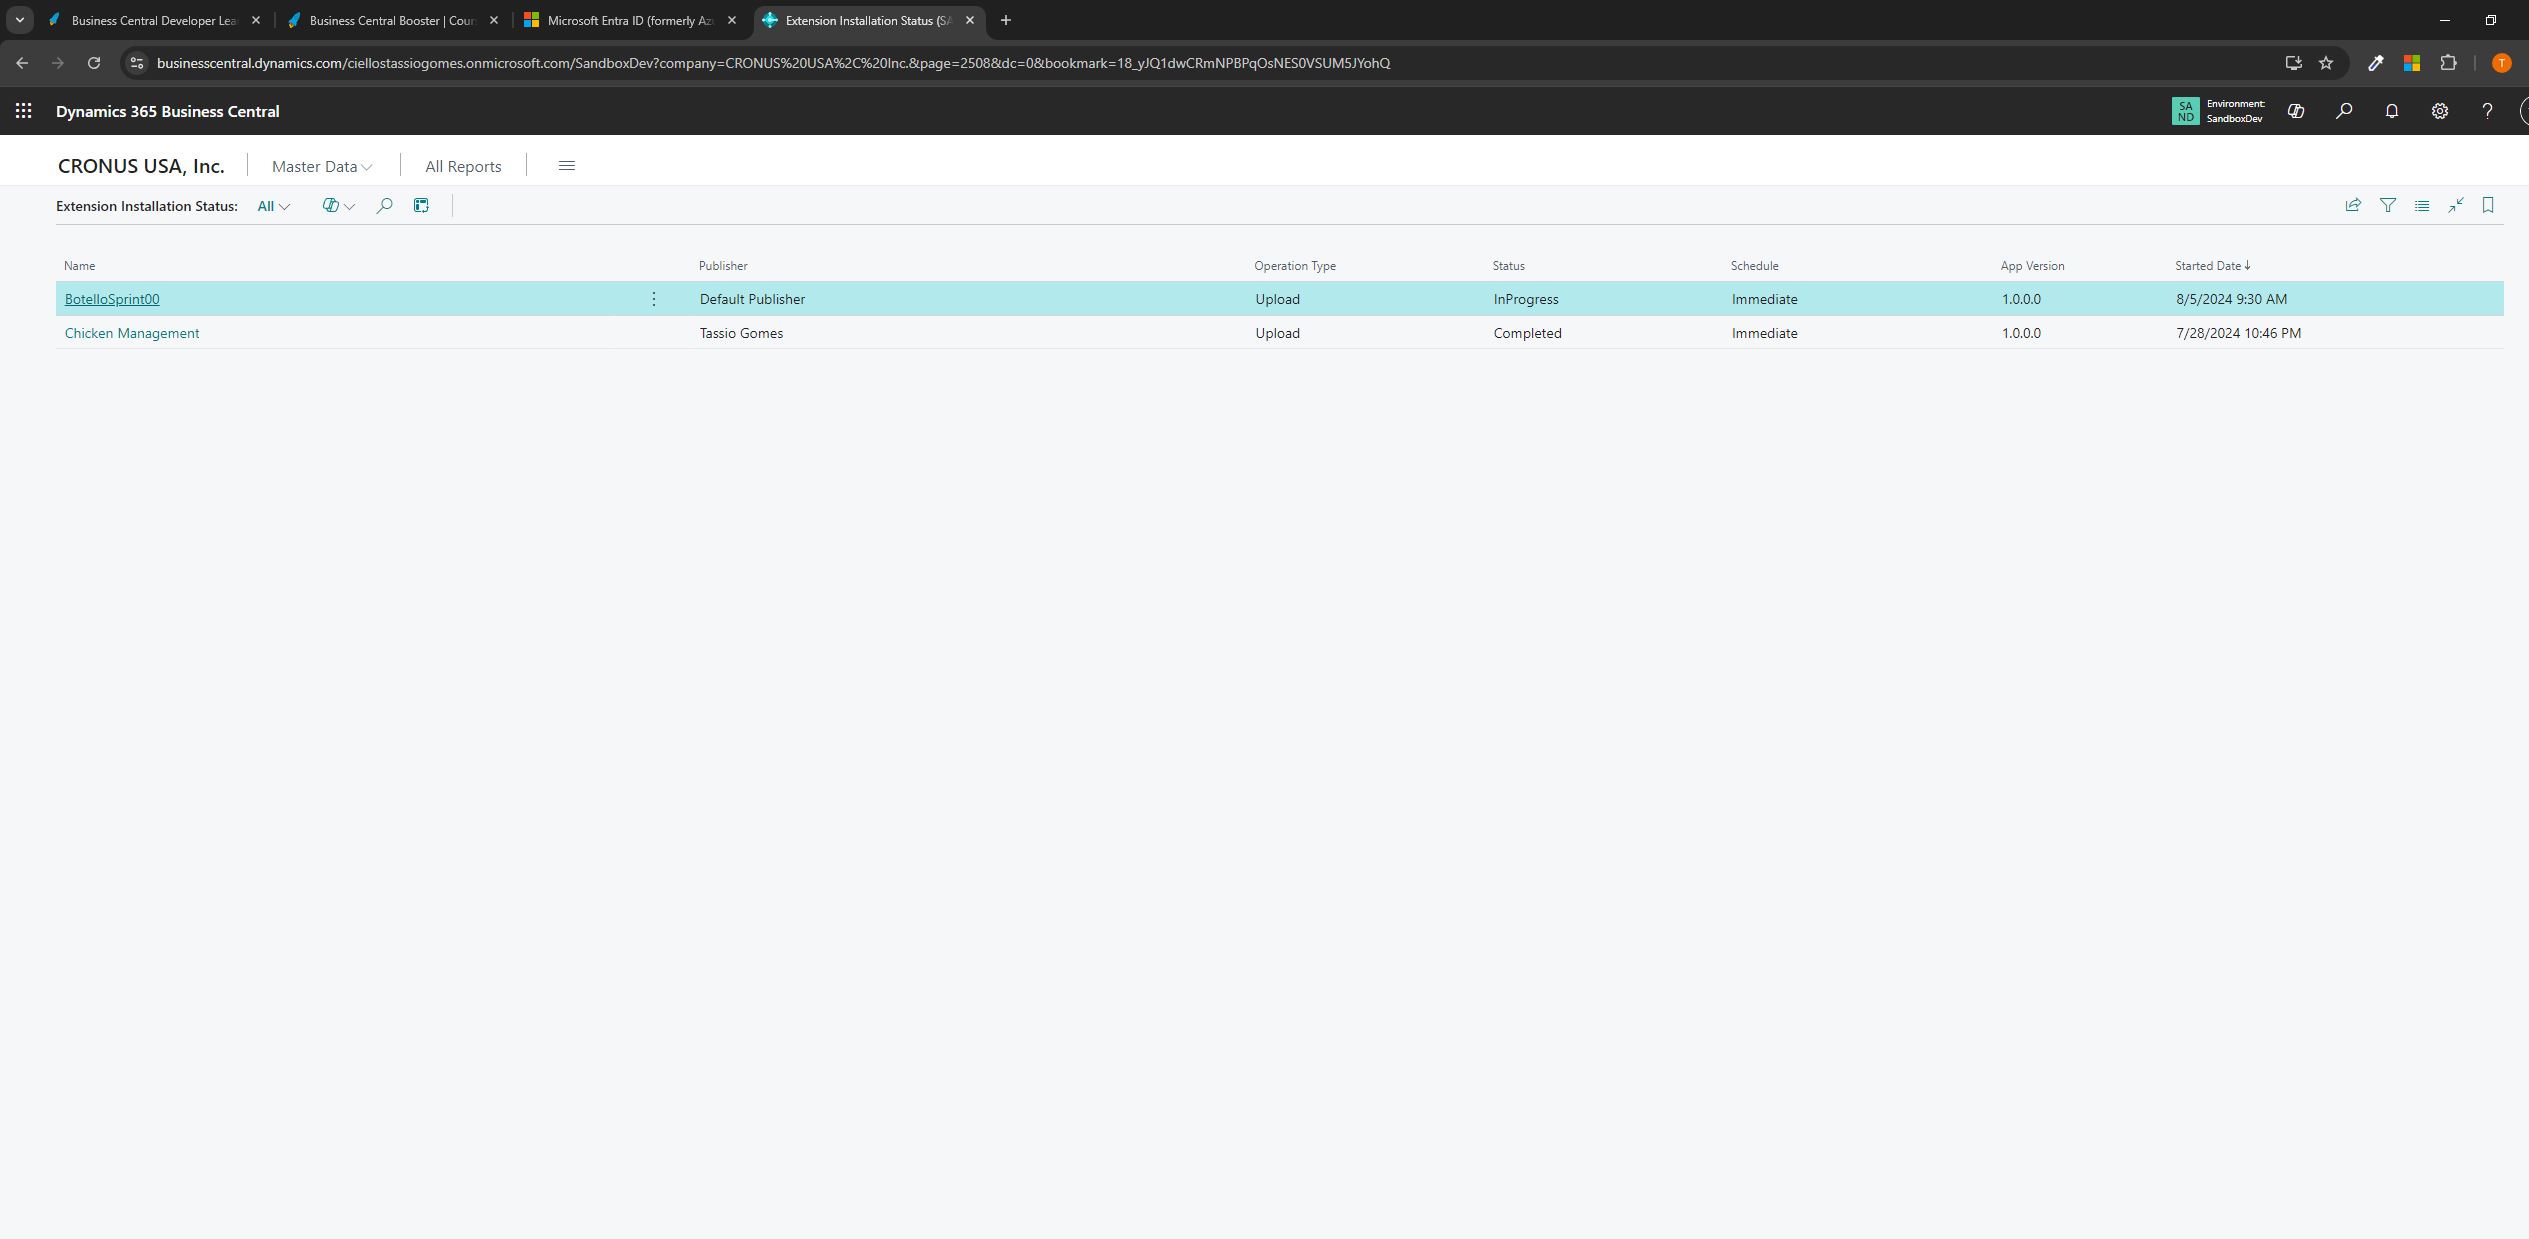 Business Central Developer Lea
Business Central Booster | Cour
Microsoft Entra ID (formerly Azu
Extension Installation Status (SA
businesscentral.dynamics.com/ciellostassiogomes.onmicrosoft.com/SandboxDev?company=CRONUS%20USA%2C%20Inc.&page=2508&dc=0&bookmark=18_yJQ1dwCRmNPBPqOsNES0VSUM5JYohQ
T
Dynamics 365 Business Central
SA
ND
Environment:
SandboxDev
?
CRONUS USA, Inc.
Master Data
All Reports
Extension Installation Status:
All
Name Publisher Operation Type Status Schedule App Version Started Date ↓
BotelloSprint00 Default Publisher Upload InProgress Immediate 1.0.0.0 8/5/2024 9:30 AM
Chicken Management Tassio Gomes Upload Completed Immediate 1.0.0.0 7/28/2024 10:46 PM